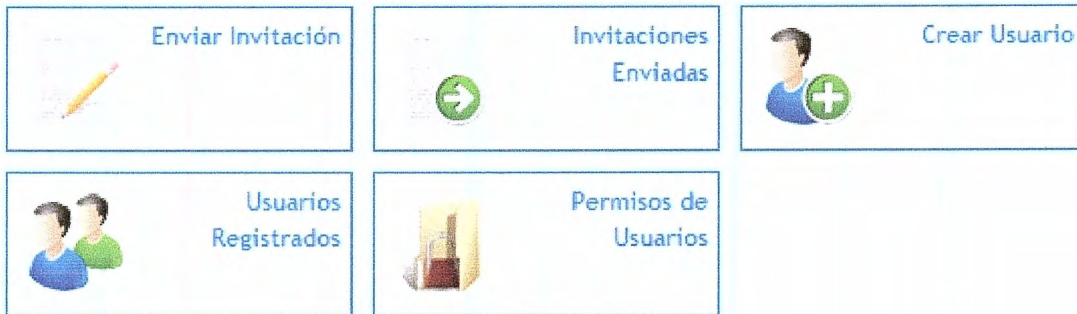 Enviar Invitación
Invitaciones
Enviadas
Crear Usuario
Usuarios
Registrados
Permisos de
Usuarios